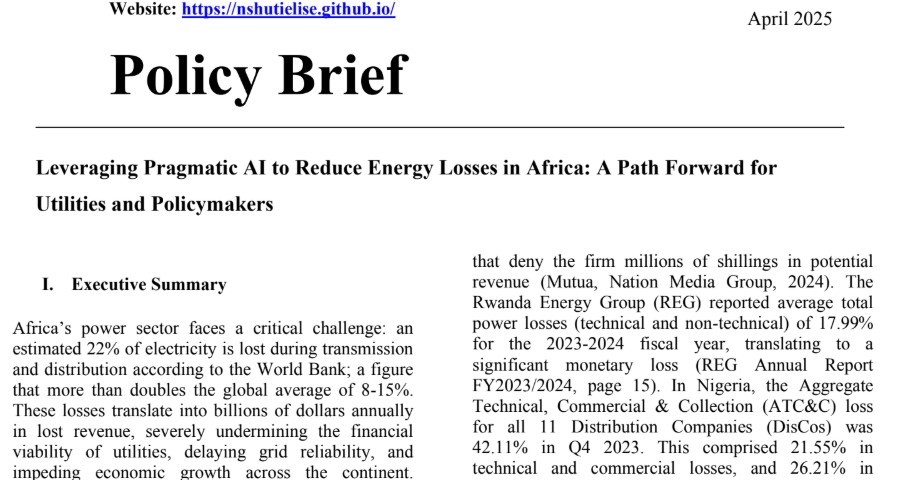 Website: https://nshutielise.github.io/
April 2025
Policy Brief
Leveraging Pragmatic AI to Reduce Energy Losses in Africa: A Path Forward for
Utilities and Policymakers
I. Executive Summary
Africa's power sector faces a critical challenge: an
estimated 22% of electricity is lost during transmission
and distribution according to the World Bank; a figure
that more than doubles the global average of 8-15%.
These losses translate into billions of dollars annually
in lost revenue, severely undermining the financial
viability of utilities, delaying grid reliability, and
impeding economic growth across the continent.
that deny the firm millions of shillings in potential
revenue (Mutua, Nation Media Group, 2024). The
Rwanda Energy Group (REG) reported average total
power losses (technical and non-technical) of 17.99%
for the 2023-2024 fiscal year, translating to a
significant monetary loss (REG Annual Report
FY2023/2024, page 15). In Nigeria, the Aggregate
Technical, Commercial & Collection (ATC&C) loss
for all 11 Distribution Companies (DisCos) was
42.11% in Q4 2023. This comprised 21.55% in
technical and commercial losses, and 26.21% in